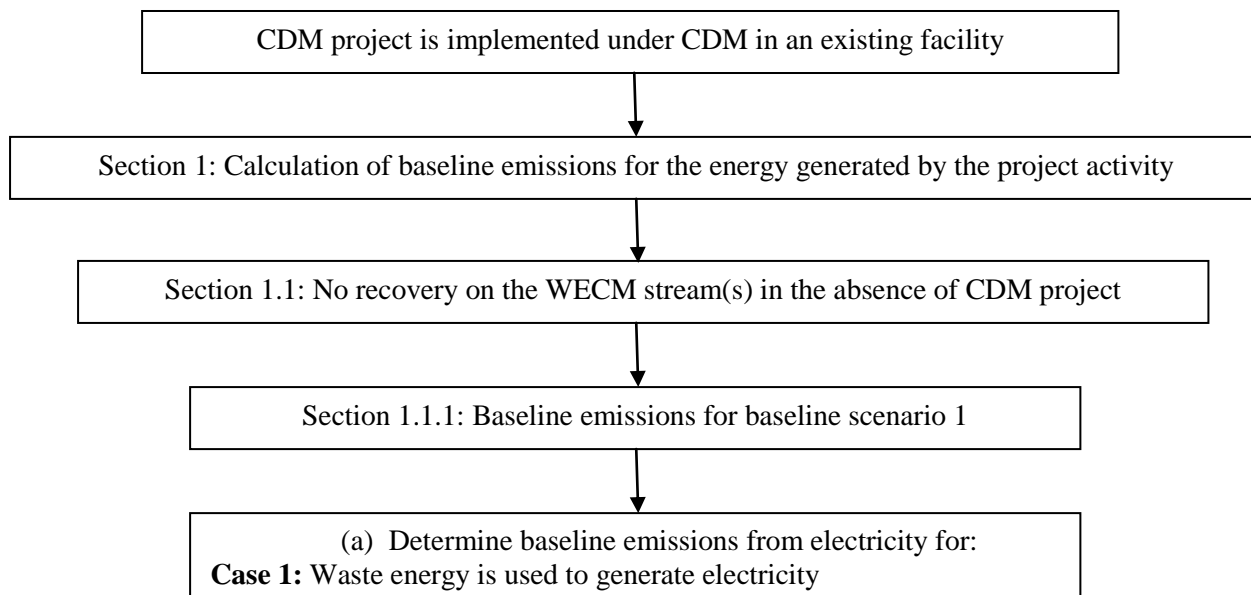 CDM project is implemented under CDM in an existing facility
Section 1: Calculation of baseline emissions for the energy generated by the project activity
Section 1.1: No recovery on the WECM stream(s) in the absence of CDM project
Section 1.1.1: Baseline emissions for baseline scenario 1
(a) Determine baseline emissions from electricity for:
Case 1: Waste energy is used to generate electricity